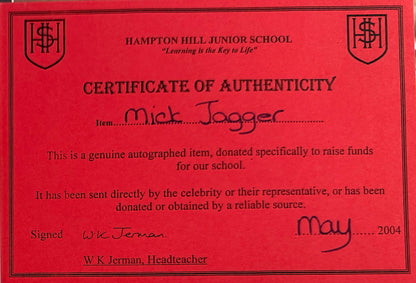 HAMPTON HILL JUNIOR SCHOOL
"Learning is the Key to Life"
CERTIFICATE OF AUTHENTICITY
Item......Mick Jagger......
This is a genuine autographed item, donated specifically to raise funds
for our school.
It has been sent directly by the celebrity or their representative, or has been
donated or obtained by a reliable source.
Signed W K Jerman. May...... 2004
W K Jerman, Headteacher